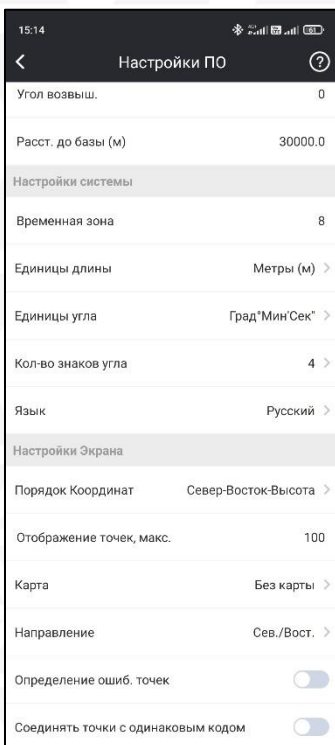 15:14
61
Настройки ПО
Угол возвыш. 0
Расст. до базы (м) 30000.0
Настройки системы
Временная зона 8
Единицы длины Метры (м)
Единицы угла Град°Мин'Сек"
Кол-во знаков угла 4
Язык Русский
Настройки Экрана
Порядок Координат Север-Восток-Высота
Отображение точек, макс. 100
Карта Без карты
Направление Сев./Вост.
Определение ошиб. точек
Соединять точки с одинаковым кодом